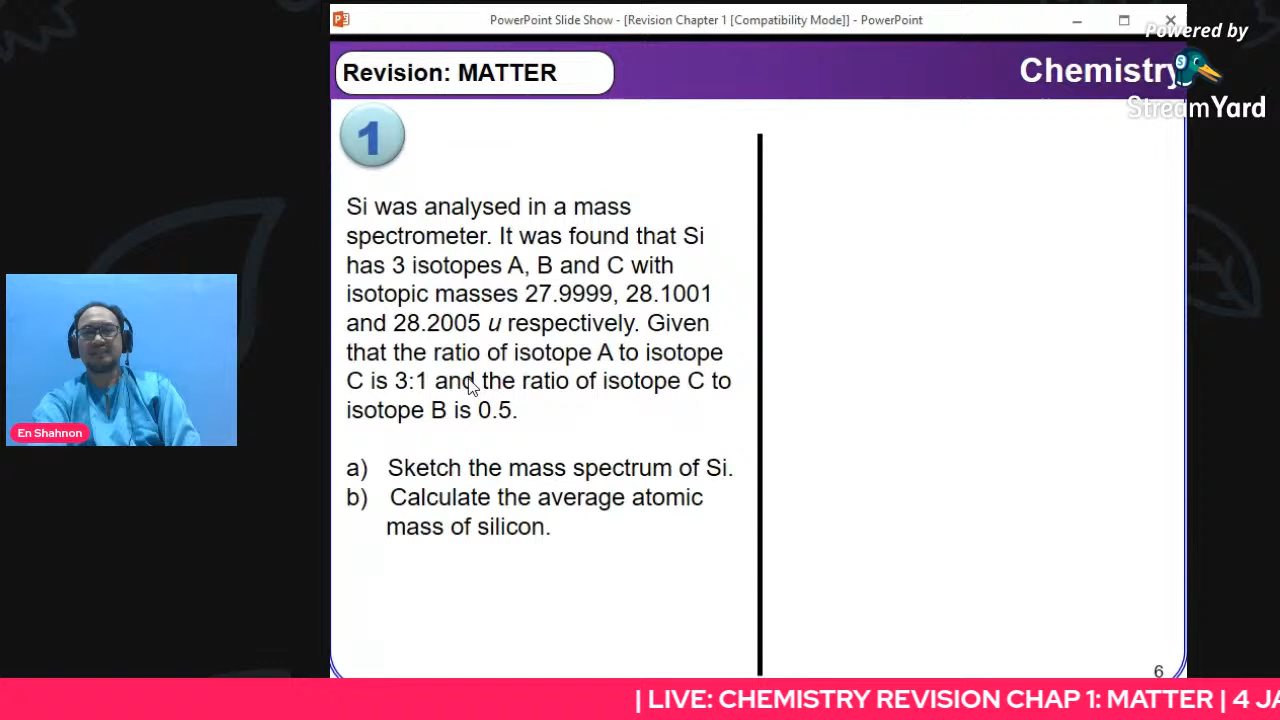 PowerPoint Slide Show - [Revision Chapter 1 [Compatibility Mode]] - PowerPoint
Powered by
StreamYard
Revision: MATTER
Chemistry
1
Si was analysed in a mass
spectrometer. It was found that Si
has 3 isotopes A, B and C with
isotopic masses 27.9999, 28.1001
and 28.2005 u respectively. Given
that the ratio of isotope A to isotope
C is 3:1 and the ratio of isotope C to
isotope B is 0.5.
a) Sketch the mass spectrum of Si.
b) Calculate the average atomic
mass of silicon.
En Shahnon
6
| LIVE: CHEMISTRY REVISION CHAP 1: MATTER | 4 JA